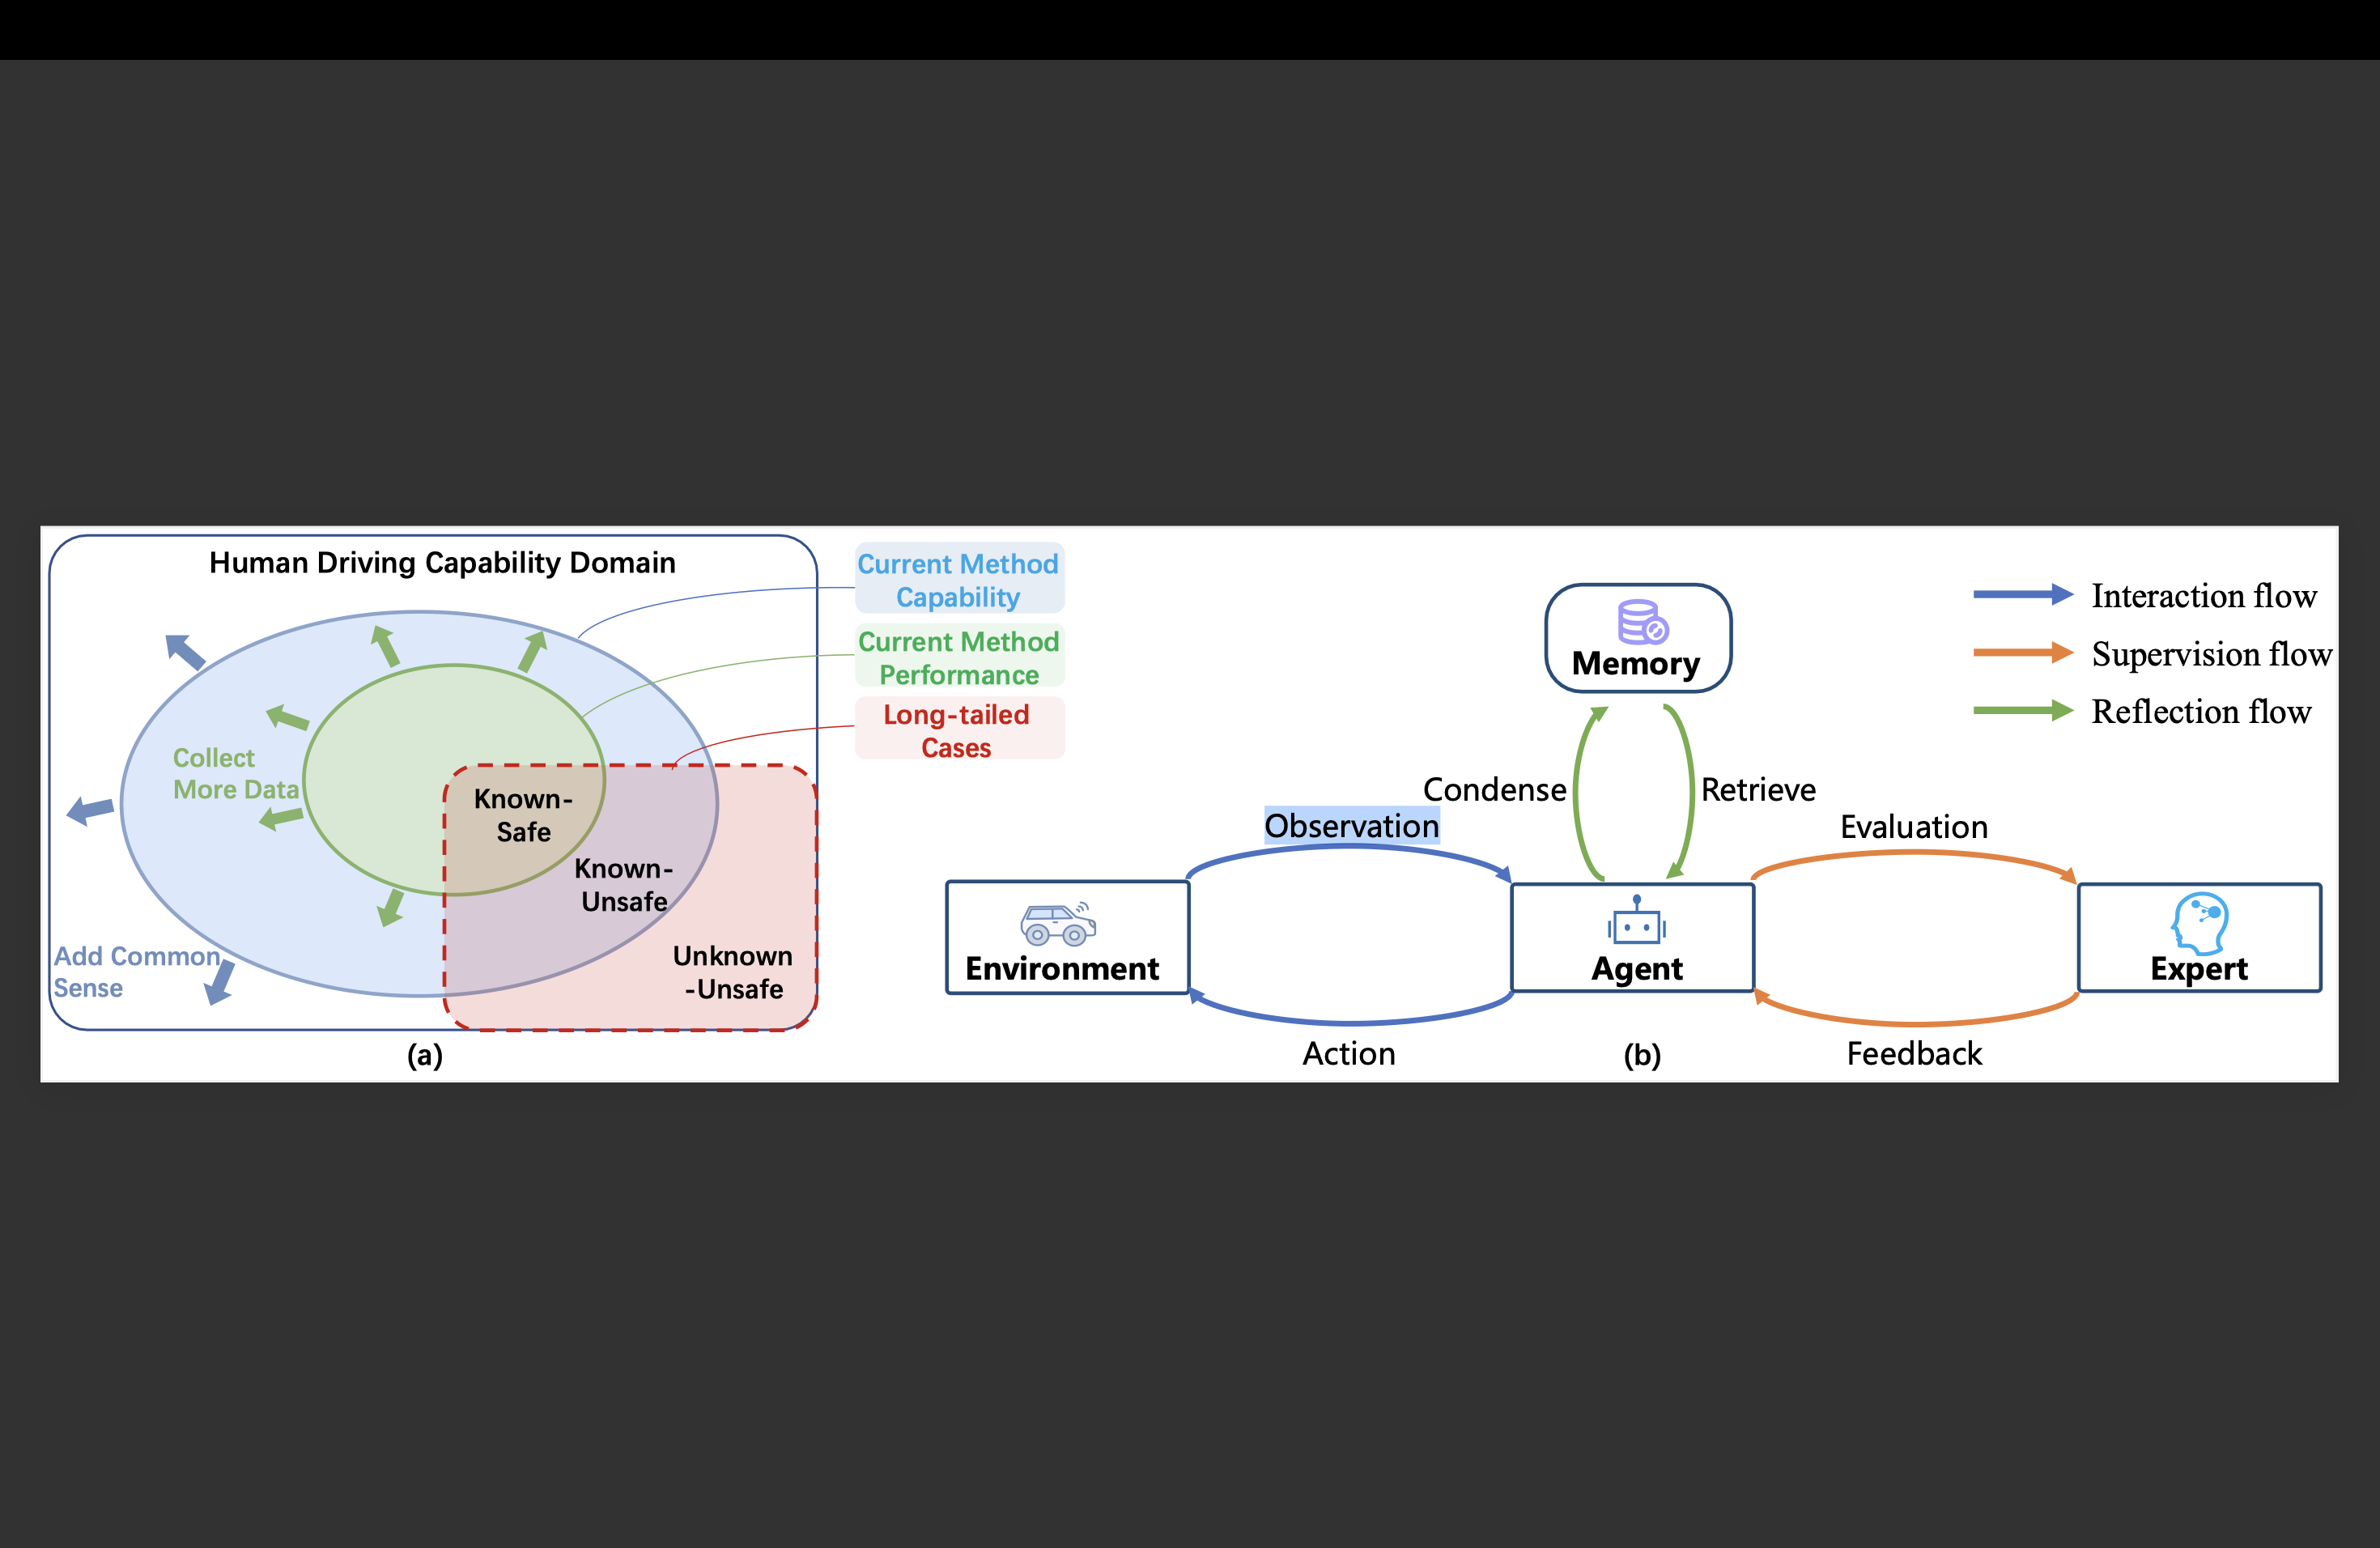 Human Driving Capability Domain
Current Method
Capability
Current Method
Performance
Long-tailed
Cases
Collect
More Data
Known-
Safe
Known-
Unsafe
Unknown
-Unsafe
Add Common
Sense
(a)
Memory
Interaction flow
Supervision flow
Reflection flow
Condense
Retrieve
Observation
Evaluation
Environment
Agent
Expert
Action
(b)
Feedback